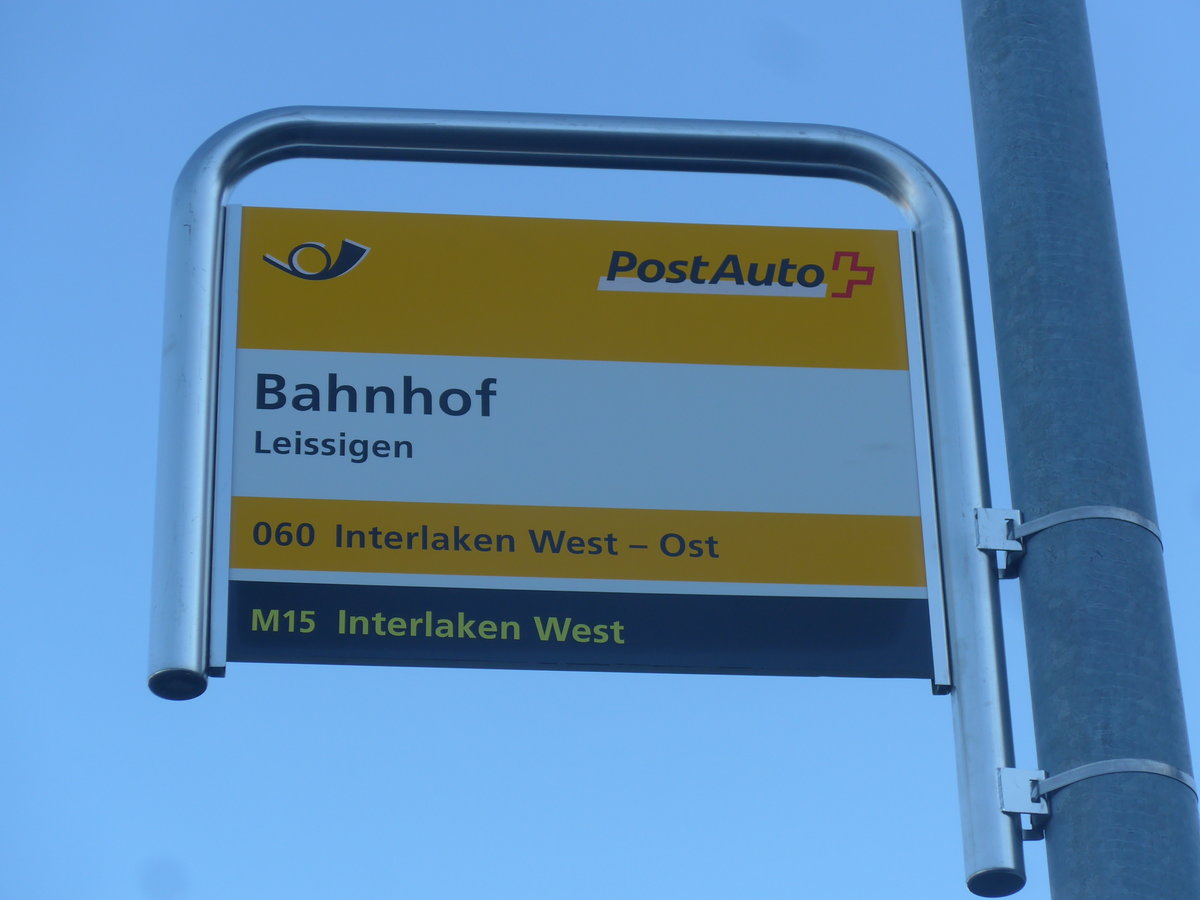 PostAuto
Bahnhof
Leissigen
060 Interlaken West – Ost
M15 Interlaken West